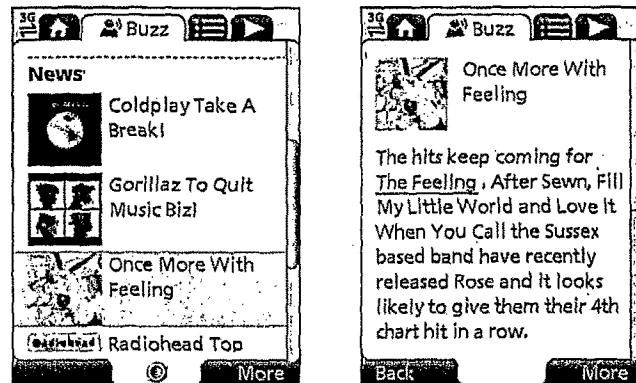 3G
Buzz
News
Coldplay Take A
Break!
Gorillaz To Quit
Music Biz!
Once More With
Feeling
Radiohead
Radiohead Top
More
3G
Buzz
Once More With
Feeling
The hits keep coming for
The Feeling, After Sewn, Fill
My Little World and Love It
When You Call the Sussex
based band have recently
released Rose and it looks
likely to give them their 4th
chart hit in a row.
Back
More